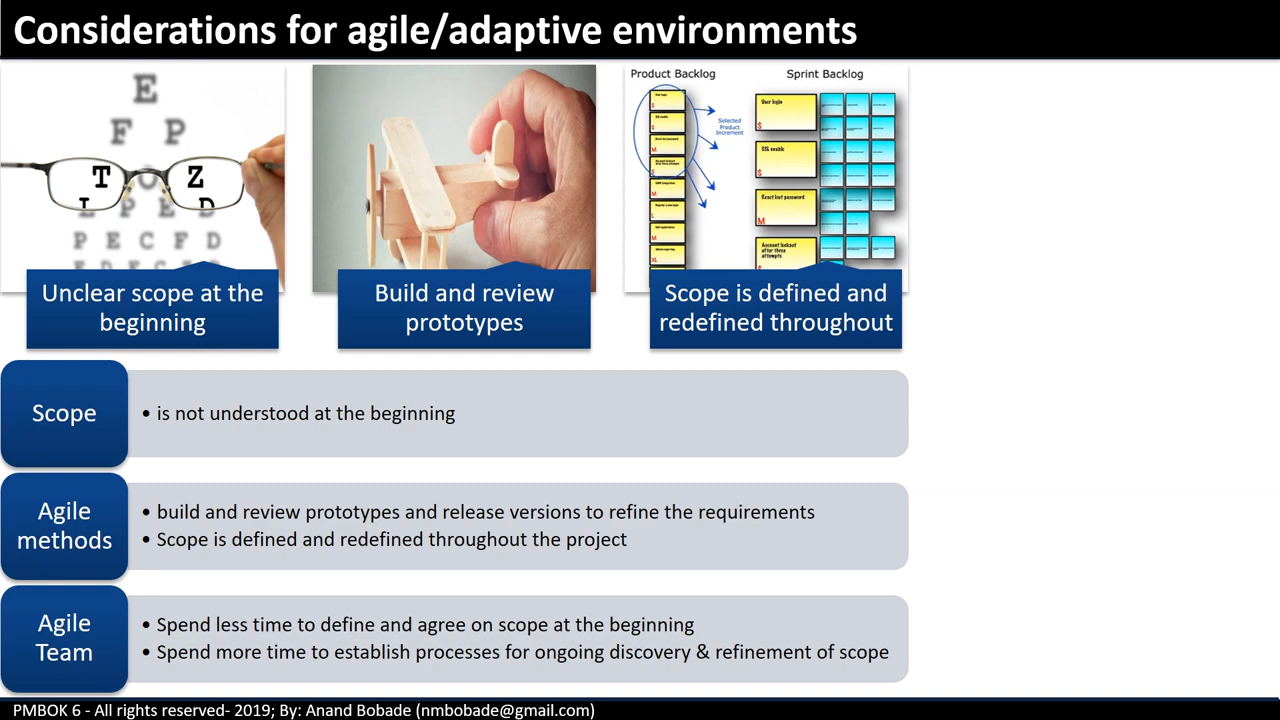 Considerations for agile/adaptive environments
E
F P
T O Z
L P E D
P E C F D
Unclear scope at the
beginning
Build and review
prototypes
Product Backlog
Sprint Backlog
Selected
Product
Increment
User login
$
SSL enable
$
Reset lost password
M
Account lockout
after three
attempts
Scope is defined and
redefined throughout
Scope
• is not understood at the beginning
Agile
methods
• build and review prototypes and release versions to refine the requirements
• Scope is defined and redefined throughout the project
Agile
Team
• Spend less time to define and agree on scope at the beginning
• Spend more time to establish processes for ongoing discovery & refinement of scope
PMBOK 6 - All rights reserved- 2019; By: Anand Bobade (nmbobade@gmail.com)